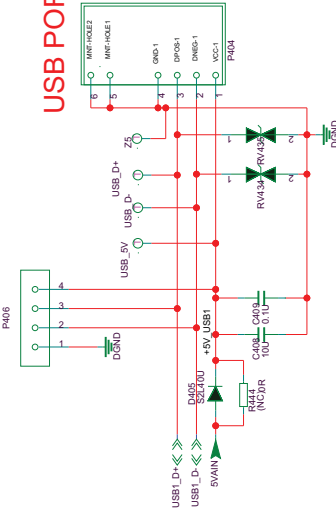 USB POR
MNT-HOLE2
MNT-HOLE1
GND-1
DPOS-1
DNEG-1
VCC-1
P404
6
5
4
3
2
1
Z5
USB_D+
USB_D-
USB_5V
1
2
RV435
1
2
RV434
DGND
P406
4
3
2
1
DGND
C409
0.1U
C408
10U
+5V_USB1
D405
S2L40U
R444
(NC)0R
USB1_D+
USB1_D-
5VAIN